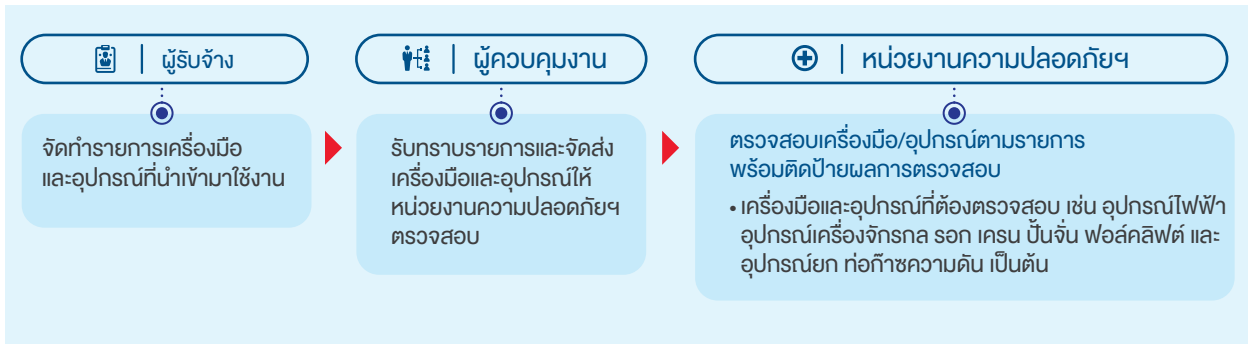 ผู้รับจ้าง
จัดทำรายการเครื่องมือ
และอุปกรณ์ที่นำเข้ามาใช้งาน
ผู้ควบคุมงาน
รับทราบรายการและจัดส่ง
เครื่องมือและอุปกรณ์ให้
หน่วยงานความปลอดภัยฯ
ตรวจสอบ
หน่วยงานความปลอดภัยฯ
ตรวจสอบเครื่องมือ/อุปกรณ์ตามรายการ
พร้อมติดป้ายผลการตรวจสอบ
• เครื่องมือและอุปกรณ์ที่ต้องตรวจสอบ เช่น อุปกรณ์ไฟฟ้า
อุปกรณ์เครื่องจักรกล รอก เครน ปั้นจั่น ฟอล์คลิฟต์ และ
อุปกรณ์ยก ท่อก๊าซความดัน เป็นต้น